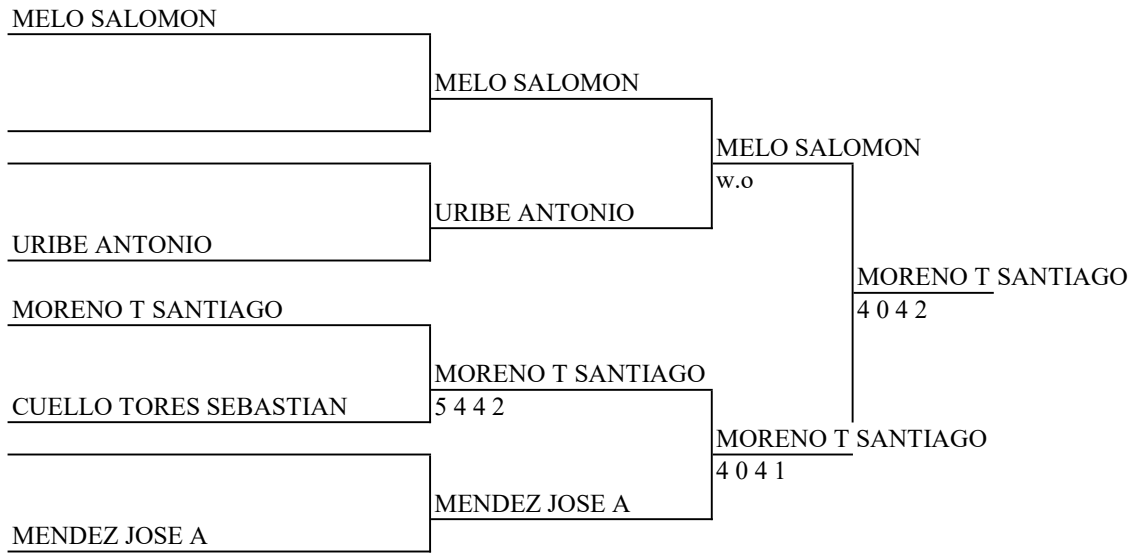 MELO SALOMON
MELO SALOMON
MELO SALOMON
w.o
URIBE ANTONIO
URIBE ANTONIO
MORENO T SANTIAGO
4 0 4 2
MORENO T SANTIAGO
MORENO T SANTIAGO
5 4 4 2
CUELLO TORES SEBASTIAN
MORENO T SANTIAGO
4 0 4 1
MENDEZ JOSE A
MENDEZ JOSE A